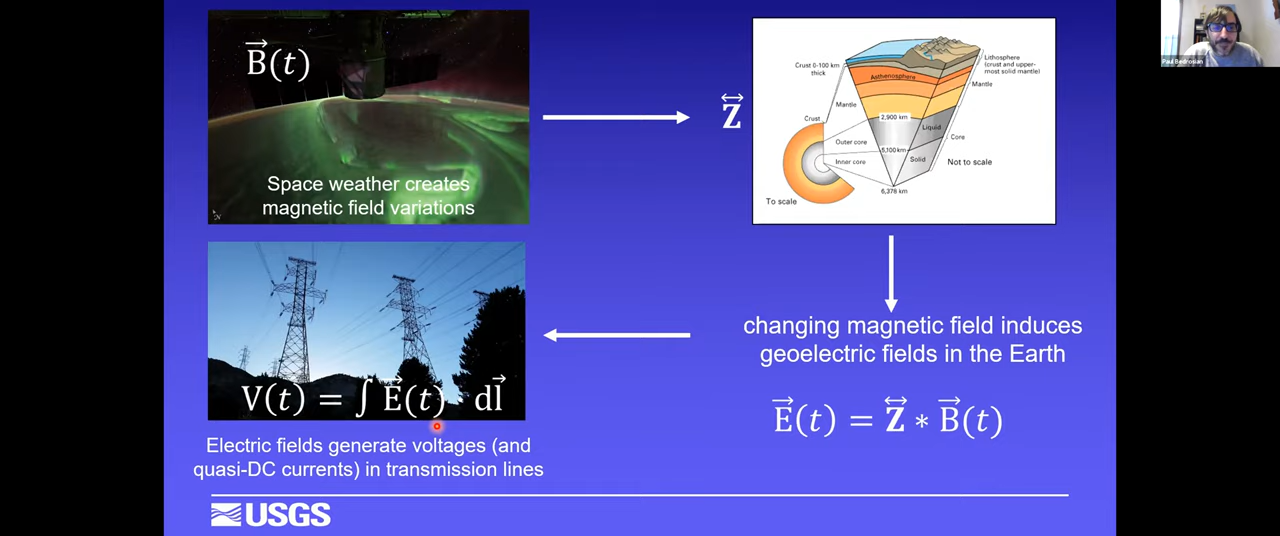 B⃗(t)
Space weather creates
magnetic field variations
Z⃡
Crust 0-100 km
thick
Asthenosphere
Lithosphere
(crust and upper-
most solid mantle)
Mantle
Mantle
Crust
2,900 km
Liquid
Outer core
Core
5,100 km
Inner core
Solid
Not to scale
6,378 km
To scale
Paul Bedrosian
changing magnetic field induces
geoelectric fields in the Earth
E⃗(t) = Z⃡ * B⃗(t)
V(t) = ∫ E⃗(t) · dl⃗
Electric fields generate voltages (and
quasi-DC currents) in transmission lines
USGS